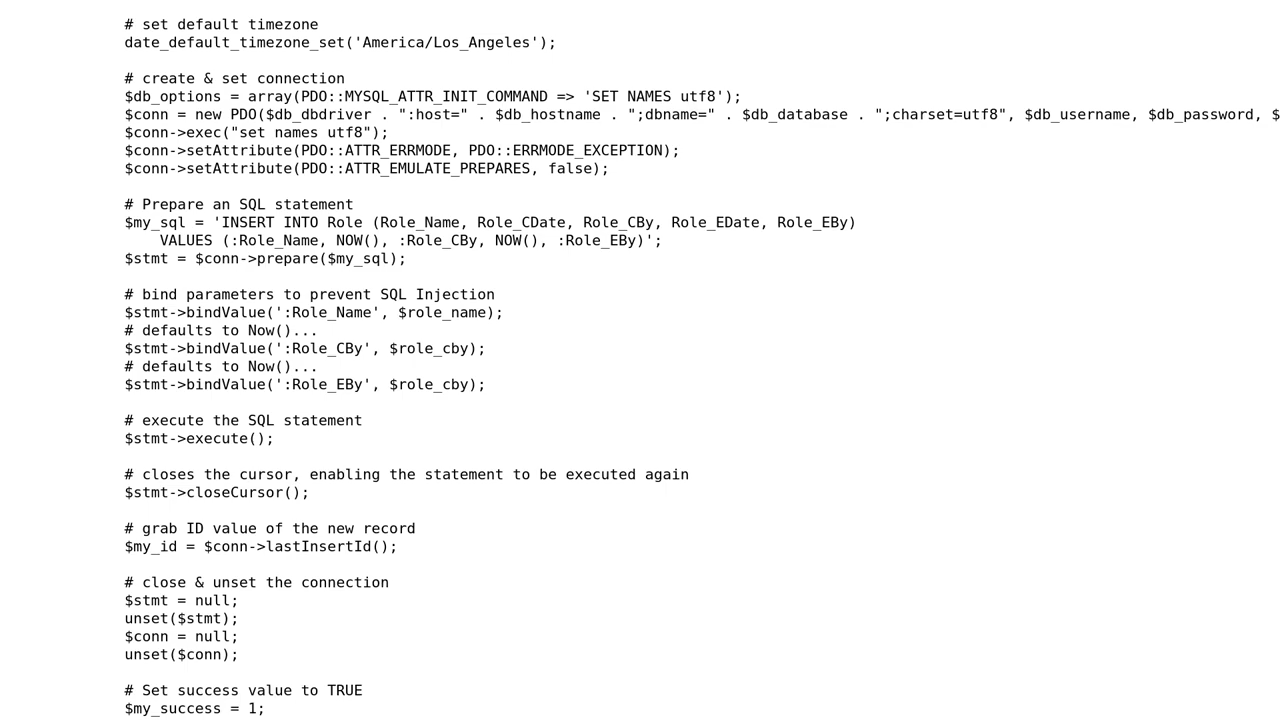 # set default timezone
date_default_timezone_set('America/Los_Angeles');
# create & set connection
$db_options = array(PDO::MYSQL_ATTR_INIT_COMMAND => 'SET NAMES utf8');
$conn = new PDO($db_dbdriver . ":host=" . $db_hostname . ";dbname=" . $db_database . ";charset=utf8", $db_username, $db_password, $
$conn->exec("set names utf8");
$conn->setAttribute(PDO::ATTR_ERRMODE, PDO::ERRMODE_EXCEPTION);
$conn->setAttribute(PDO::ATTR_EMULATE_PREPARES, false);
# Prepare an SQL statement
$my_sql = 'INSERT INTO Role (Role_Name, Role_CDate, Role_CBy, Role_EDate, Role_EBy)
VALUES (:Role_Name, NOW(), :Role_CBy, NOW(), :Role_EBy)';
$stmt = $conn->prepare($my_sql);
# bind parameters to prevent SQL Injection
$stmt->bindValue(':Role_Name', $role_name);
# defaults to Now()...
$stmt->bindValue(':Role_CBy', $role_cby);
# defaults to Now()...
$stmt->bindValue(':Role_EBy', $role_cby);
# execute the SQL statement
$stmt->execute();
# closes the cursor, enabling the statement to be executed again
$stmt->closeCursor();
# grab ID value of the new record
$my_id = $conn->lastInsertId();
# close & unset the connection
$stmt = null;
unset($stmt);
$conn = null;
unset($conn);
# Set success value to TRUE
$my_success = 1;